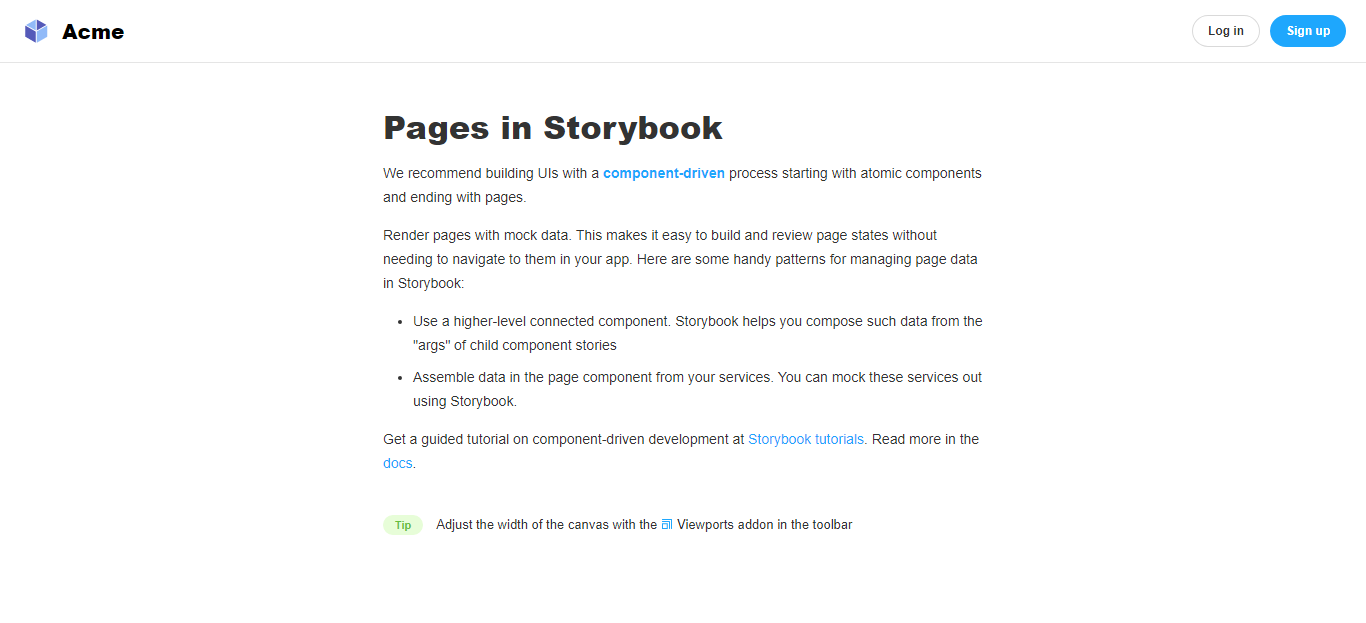 Acme
Log in
Sign up
Pages in Storybook
We recommend building UIs with a component-driven process starting with atomic components
and ending with pages.
Render pages with mock data. This makes it easy to build and review page states without
needing to navigate to them in your app. Here are some handy patterns for managing page data
in Storybook:
• Use a higher-level connected component. Storybook helps you compose such data from the
"args" of child component stories
• Assemble data in the page component from your services. You can mock these services out
using Storybook.
Get a guided tutorial on component-driven development at Storybook tutorials. Read more in the
docs.
Tip Adjust the width of the canvas with the Viewports addon in the toolbar